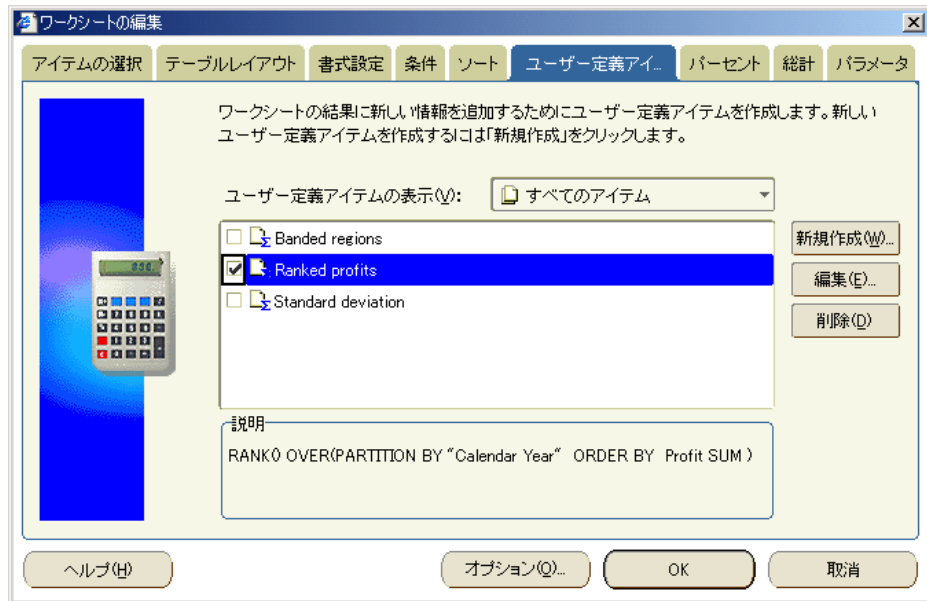 ワークシートの編集
アイテムの選択 テーブルレイアウト 書式設定 条件 ソート ユーザー定義アイ... パーセント 総計 パラメータ
ワークシートの結果に新しい情報を追加するためにユーザー定義アイテムを作成します。新しい
ユーザー定義アイテムを作成するには「新規作成」をクリックします。
ユーザー定義アイテムの表示(V): すべてのアイテム
Banded regions
Ranked profits
Standard deviation
新規作成(W)...
編集(E)...
削除(D)
説明
RANK() OVER(PARTITION BY "Calendar Year" ORDER BY Profit SUM )
ヘルプ(H) オプション(O)... OK 取消